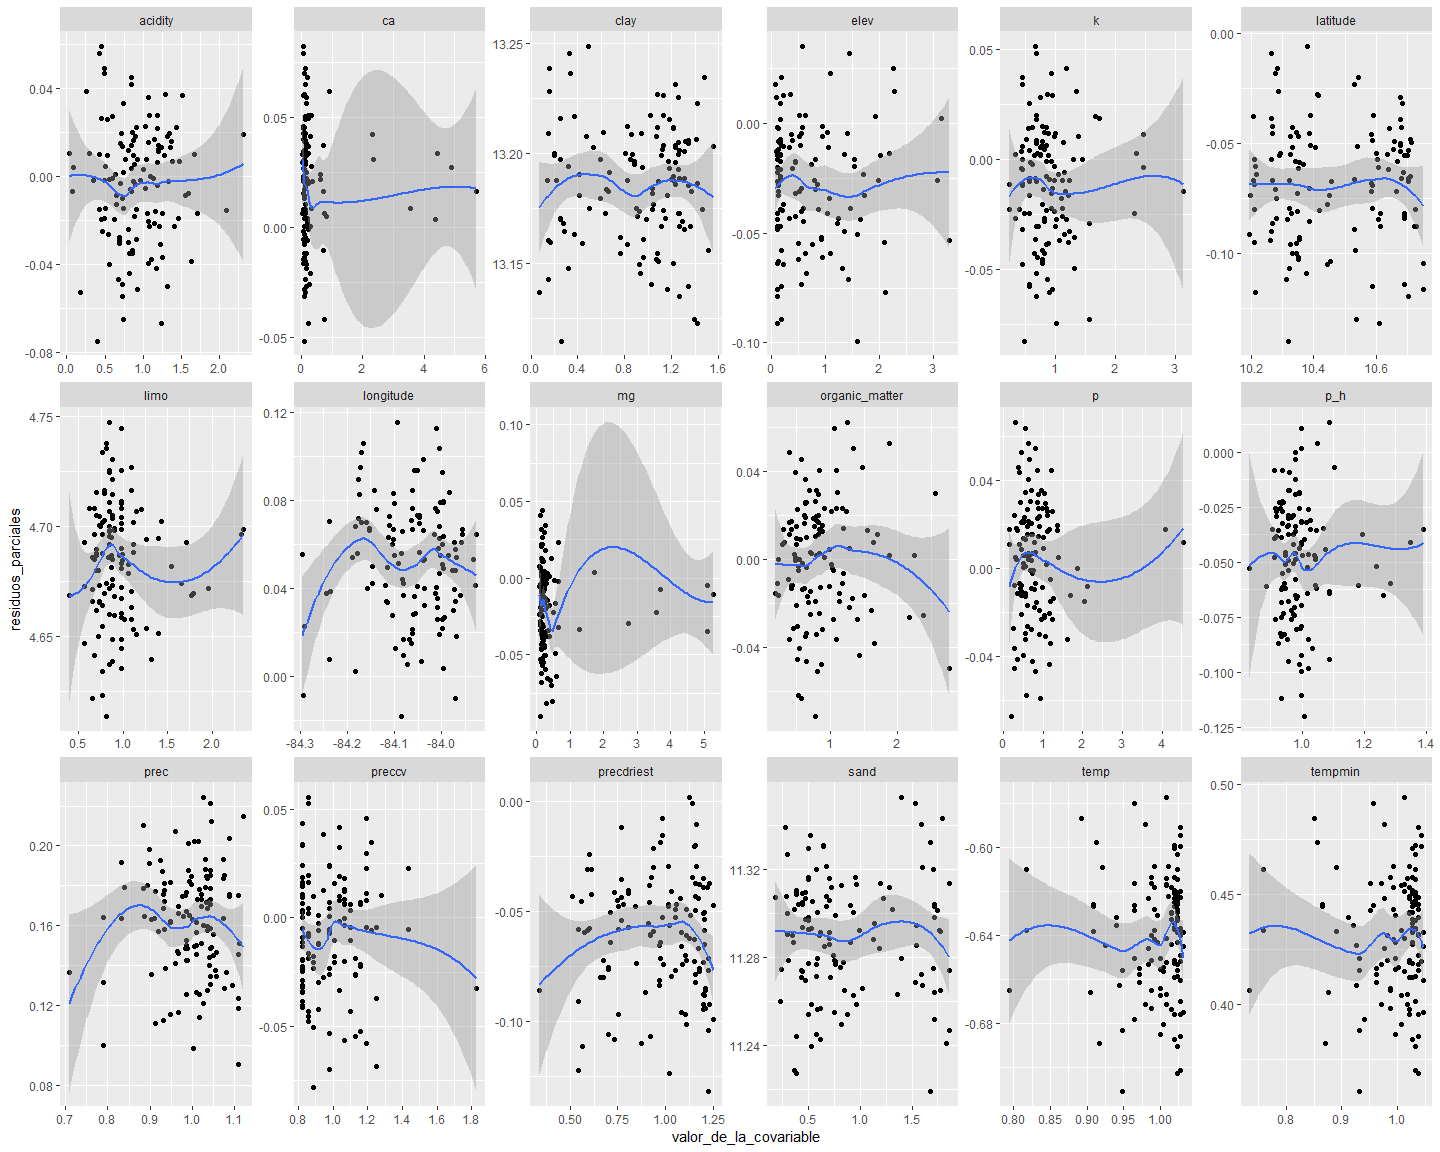 acidity ca clay elev k latitude
0.04 0.00 -0.04 -0.08
0.05 0.00 -0.05
13.25 13.20 13.15
0.00 -0.05 -0.10
0.05 0.00 -0.05
0.00 -0.05 -0.10
0.0 0.5 1.0 1.5 2.0
0 2 4 6
0.0 0.4 0.8 1.2 1.6
0 1 2 3
1 2 3
10.2 10.4 10.6
limo longitude mg organic_matter p p_h
4.75 4.70 4.65
0.12 0.08 0.04 0.00
0.10 0.05 0.00 -0.05
0.04 0.00 -0.04
0.04 0.00 -0.04
0.000 -0.025 -0.050 -0.075 -0.100 -0.125
0.5 1.0 1.5 2.0
-84.3 -84.2 -84.1 -84.0
0 1 2 3 4 5
1 2
0 1 2 3 4
1.0 1.2 1.4
prec preccv precdriest sand temp tempmin
0.20 0.16 0.12 0.08
0.05 0.00 -0.05
0.00 -0.05 -0.10
11.32 11.28 11.24
-0.60 -0.64 -0.68
0.50 0.45 0.40
0.7 0.8 0.9 1.0 1.1
0.8 1.0 1.2 1.4 1.6 1.8
0.50 0.75 1.00 1.25
0.5 1.0 1.5
0.80 0.85 0.90 0.95 1.00
0.8 0.9 1.0
residuos_parciales
valor_de_la_covariable